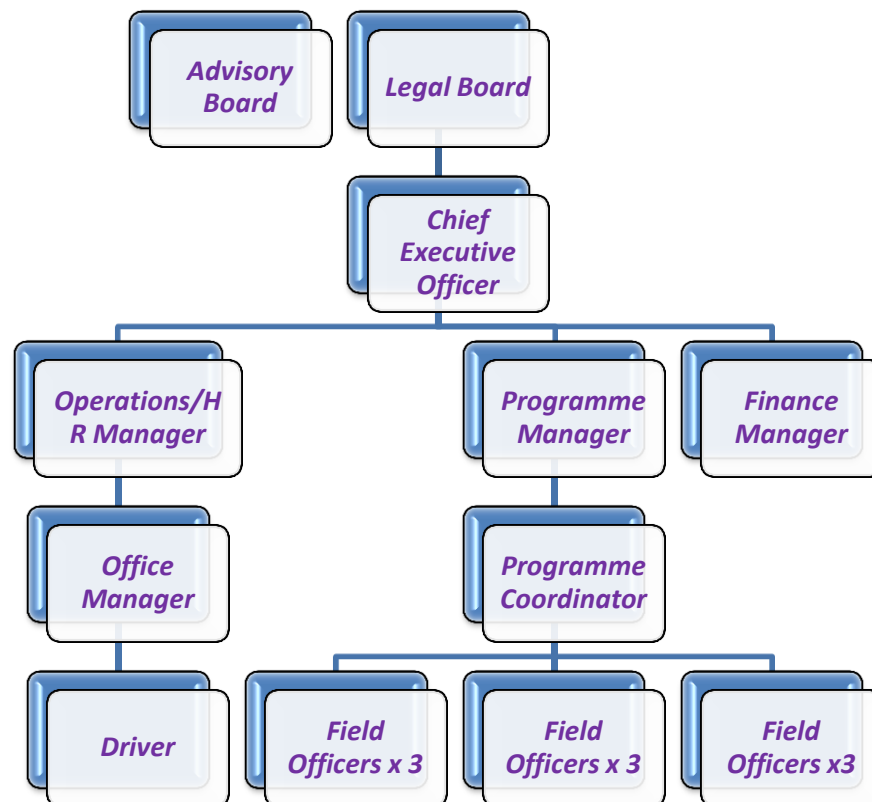 Advisory
Board
Legal Board
Chief
Executive
Officer
Operations/H
R Manager
Programme
Manager
Finance
Manager
Office
Manager
Programme
Coordinator
Driver
Field
Officers x 3
Field
Officers x 3
Field
Officers x3